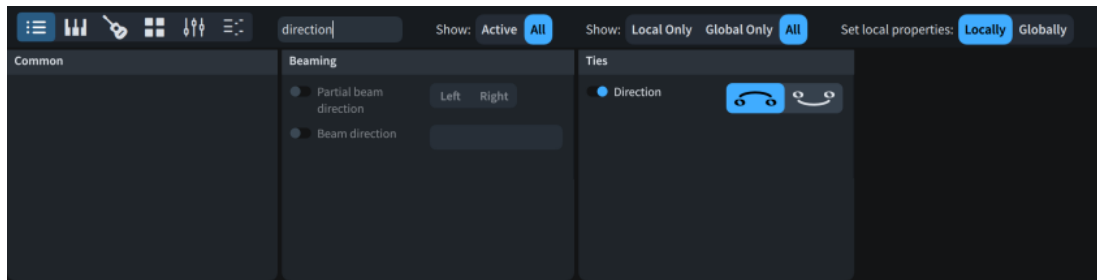 direction
Show: Active All
Show: Local Only Global Only All
Set local properties: Locally Globally
Common
Beaming
Partial beam
direction
Left Right
Beam direction
Ties
Direction